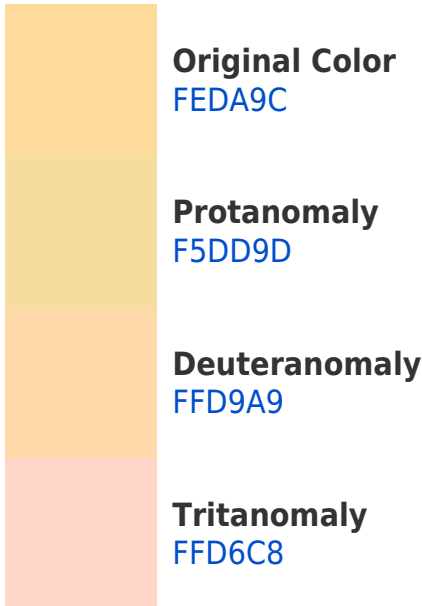 Original Color
FEDA9C
Protanomaly
F5DD9D
Deuteranomaly
FFD9A9
Tritanomaly
FFD6C8